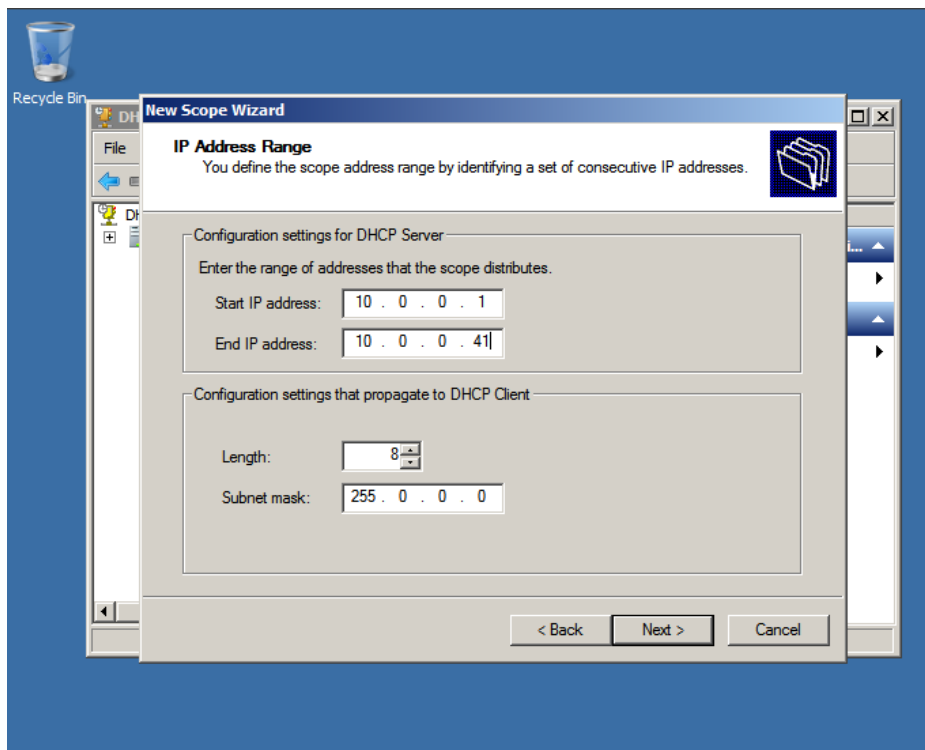 Recycle Bin
DH
New Scope Wizard
File
IP Address Range
You define the scope address range by identifying a set of consecutive IP addresses.
DH
i...
Configuration settings for DHCP Server
Enter the range of addresses that the scope distributes.
Start IP address: 10 . 0 . 0 . 1
End IP address: 10 . 0 . 0 . 41
Configuration settings that propagate to DHCP Client
Length: 8
Subnet mask: 255 . 0 . 0 . 0
< Back Next > Cancel